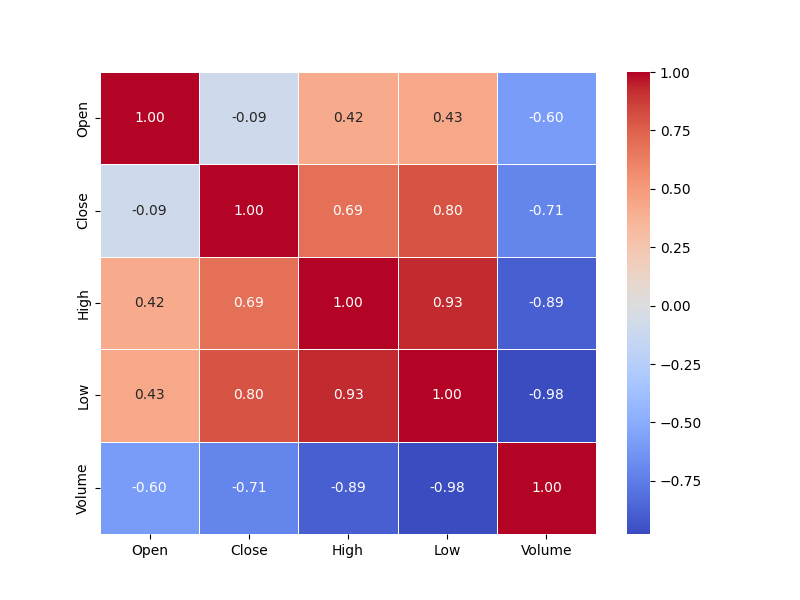 Open 1.00 -0.09 0.42 0.43 -0.60
Close -0.09 1.00 0.69 0.80 -0.71
High 0.42 0.69 1.00 0.93 -0.89
Low 0.43 0.80 0.93 1.00 -0.98
Volume -0.60 -0.71 -0.89 -0.98 1.00
Open Close High Low Volume
1.00
0.75
0.50
0.25
0.00
−0.25
−0.50
−0.75